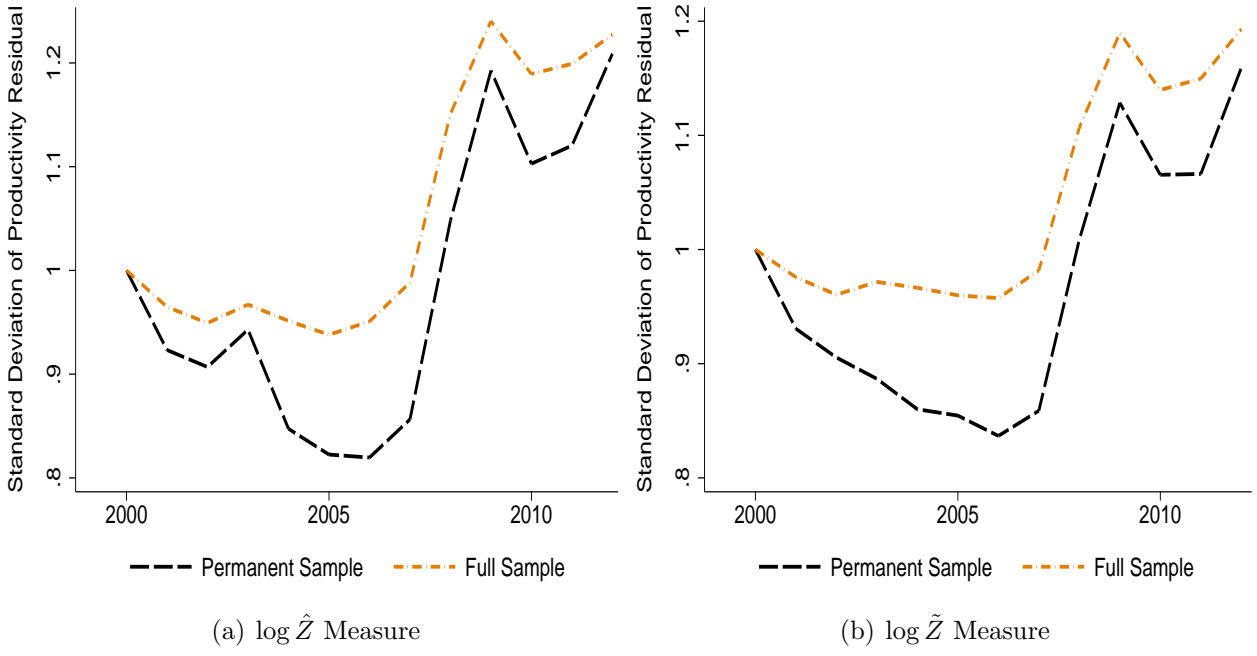 Standard Deviation of Productivity Residual
1.2
1.1
1
.9
.8
2000
2005
2010
Permanent Sample
Full Sample
(a) log Ẑ Measure
Standard Deviation of Productivity Residual
1.2
1.1
1
.9
.8
2000
2005
2010
Permanent Sample
Full Sample
(b) log Z̃ Measure